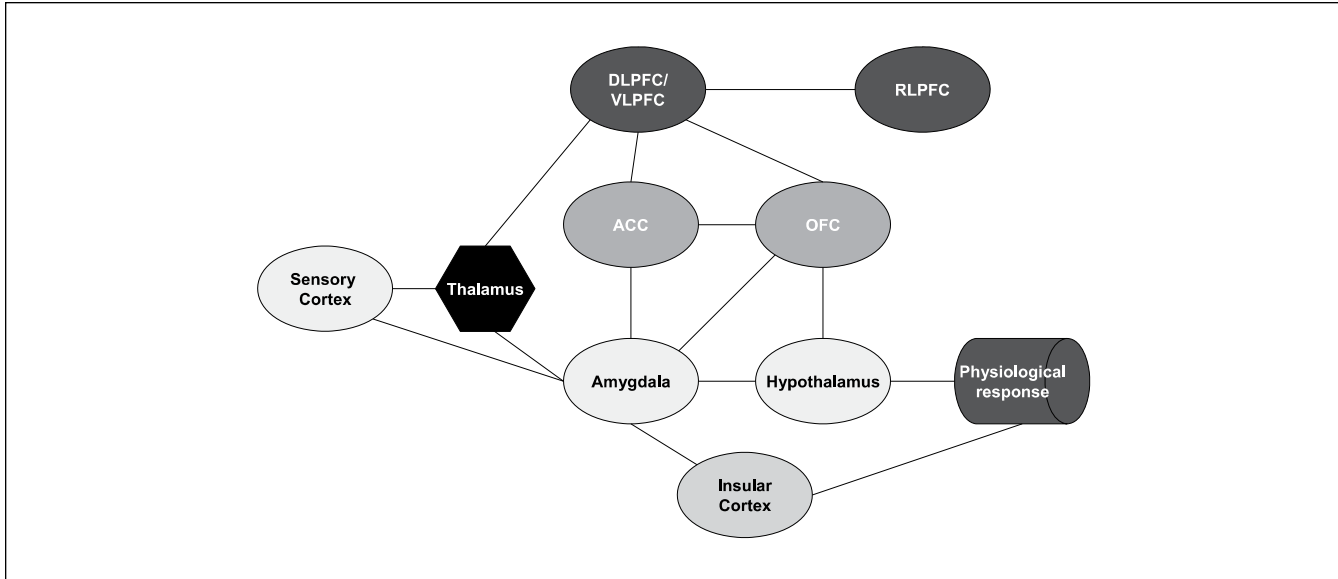 DLPFC/
VLPFC
RLPFC
ACC
OFC
Sensory
Cortex
Thalamus
Amygdala
Hypothalamus
Physiological
response
Insular
Cortex